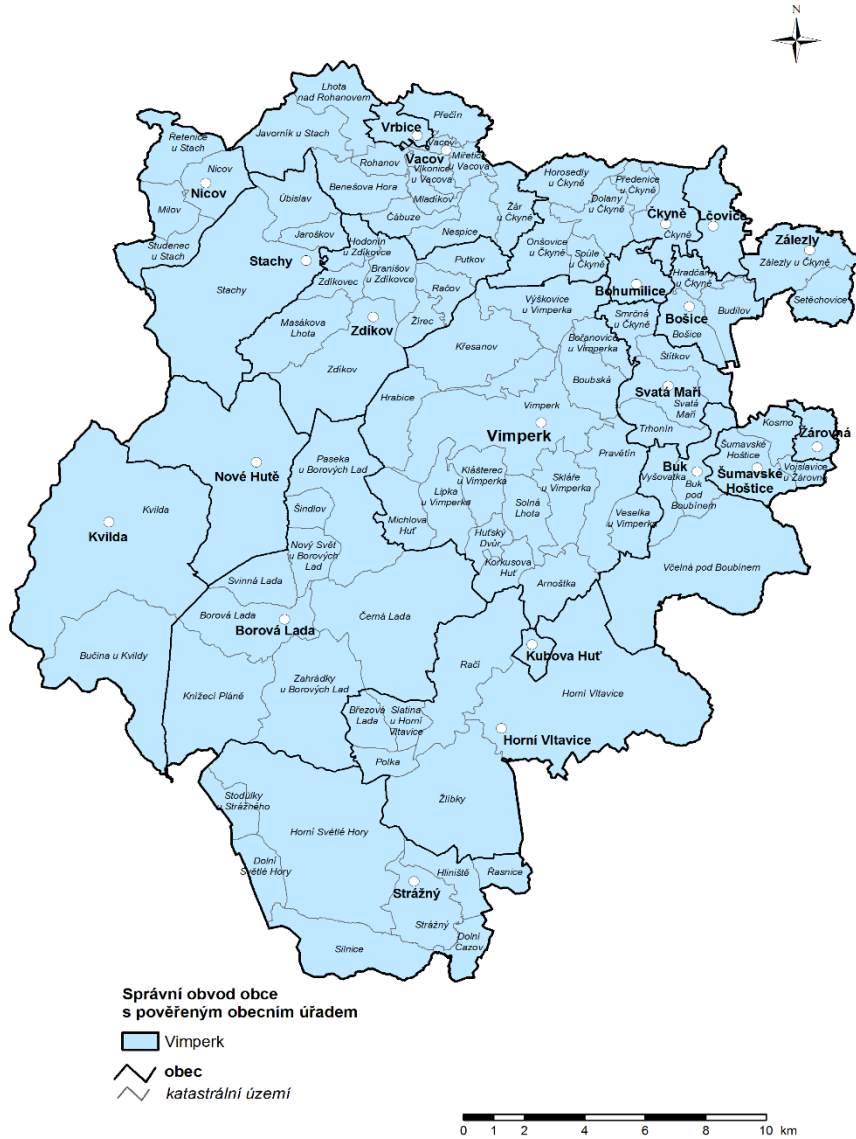 N
Lhota
nad Rohanovem
Přečín
Vrbice
Řetenice
u Stach
Javorník u Stach
Vacov
Vacov
Miřetice
u Vacova
Rohanov
Vlkonice
u Vacova
Nicov
Nicov
Benešova Hora
Mladíkov
Horosedly
u Čkyně
Předenice
u Čkyně
Dolany
u Čkyně
Úbislav
Milov
Čábuze
Žár
u Čkyně
Čkyně
Čkyně
Lčovice
Jaroškov
Nespice
Studenec
u Stach
Hodonín
u Zdíkovce
Onšovice
u Čkyně
Spůle
u Čkyně
Zálezly
Zálezly u Čkyně
Stachy
Stachy
Putkov
Branišov
u Zdíkovce
Zdíkovec
Račov
Bohumilice
Hradčany
u Čkyně
Setěchovice
Výškovice
u Vimperka
Smrčná
u Čkyně
Bošice
Bošice
Budilov
Masákova
Lhota
Zdíkov
Žírec
Křesanov
Bořanovice
u Vimperka
Štítkov
Zdíkov
Boubská
Hrabice
Svatá Maří
Svatá
Maří
Vimperk
Vimperk
Trhonín
Kosmo
Žárovná
Šumavské
Hoštice
Šumavské
Hoštice
Vojslavice
u Žárovné
Nové Hutě
Paseka
u Borových Lad
Klášterec
u Vimperka
Pravětín
Buk
Vyšovatka
Buk
pod
Boubínem
Skláře
u Vimperka
Lipka
u Vimperka
Solná
Lhota
Kvilda
Kvilda
Šindlov
Michlova
Huť
Veselka
u Vimperka
Huťský
Dvůr
Nový Svět
u Borových
Lad
Korkusova
Huť
Včelná pod Boubínem
Svinná Lada
Arnoštka
Borová Lada
Borová Lada
Černá Lada
Bučina u Kvildy
Kubova Huť
Račí
Zahrádky
u Borových Lad
Knížecí Pláně
Horní Vltavice
Březová
Lada
Slatina
u Horní
Vltavice
Horní Vltavice
Polka
Stodůlky
u Strážného
Žlíbky
Horní Světlé Hory
Dolní
Světlé Hory
Hliniště
Řasnice
Strážný
Strážný
Dolní
Cazov
Silnice
Správní obvod obce
s pověřeným obecním úřadem
Vimperk
obec
katastrální území
0 1 2 4 6 8 10 km